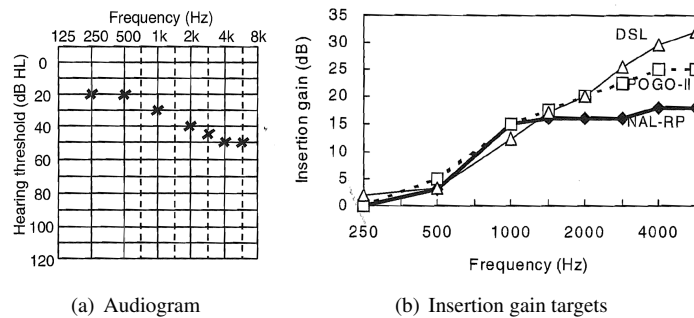 Frequency (Hz)
125 250 500 1k 2k 4k 8k
Hearing threshold (dB HL)
0
20
40
60
80
100
120
(a) Audiogram
Insertion gain (dB)
35
30
25
20
15
10
5
0
DSL
POGO-II
NAL-RP
250 500 1000 2000 4000
Frequency (Hz)
(b) Insertion gain targets